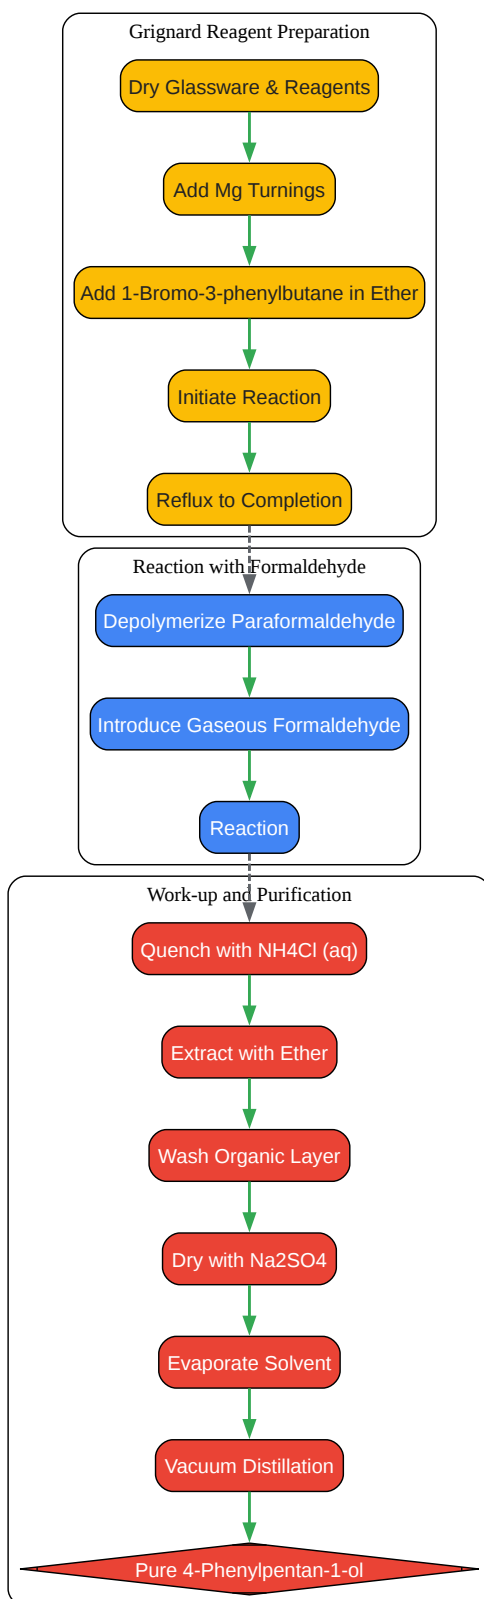 Grignard Reagent Preparation
Dry Glassware & Reagents
Add Mg Turnings
Add 1-Bromo-3-phenylbutane in Ether
Initiate Reaction
Reflux to Completion
Reaction with Formaldehyde
Depolymerize Paraformaldehyde
Introduce Gaseous Formaldehyde
Reaction
Work-up and Purification
Quench with NH4Cl (aq)
Extract with Ether
Wash Organic Layer
Dry with Na2SO4
Evaporate Solvent
Vacuum Distillation
Pure 4-Phenylpentan-1-ol